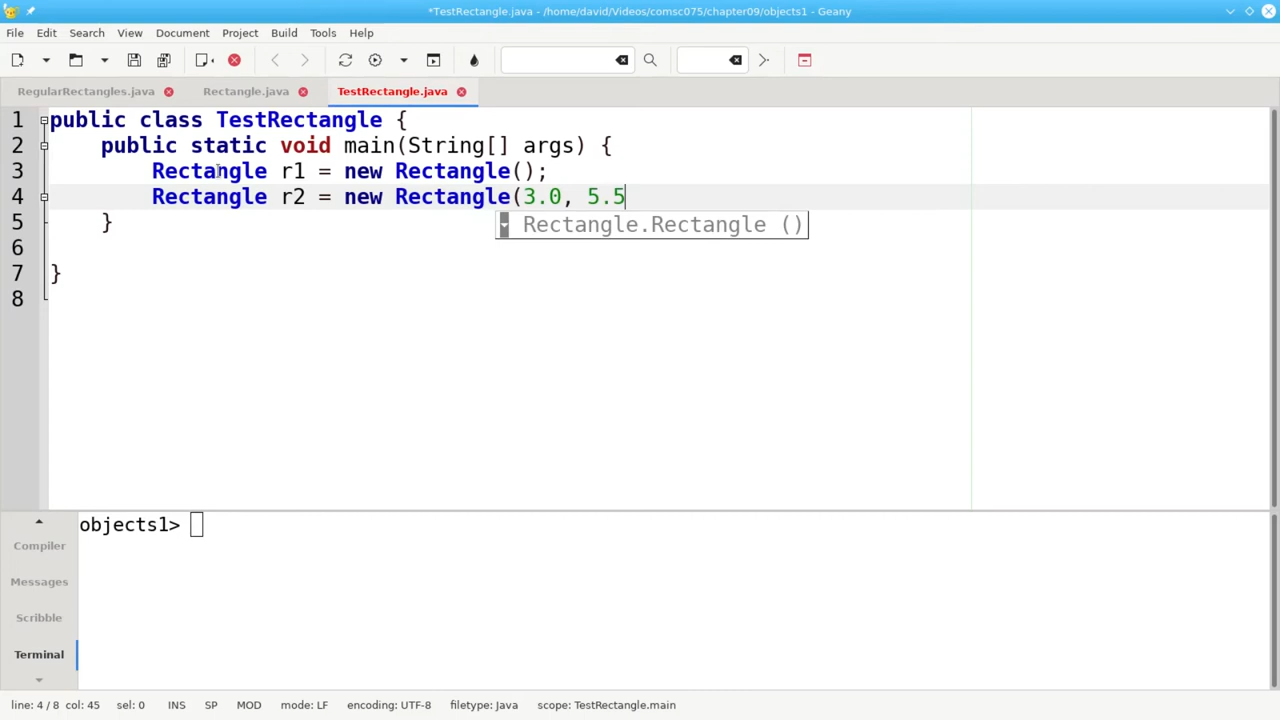 *TestRectangle.java - /home/david/Videos/comsc075/chapter09/objects1 - Geany
File Edit Search View Document Project Build Tools Help
RegularRectangles.java Rectangle.java TestRectangle.java
1 public class TestRectangle {
2 public static void main(String[] args) {
3 Rectangle r1 = new Rectangle();
4 Rectangle r2 = new Rectangle(3.0, 5.5
Rectangle.Rectangle ()
5 }
6
7 }
8
objects1>
Compiler
Messages
Scribble
Terminal
line: 4 / 8 col: 45 sel: 0 INS SP MOD mode: LF encoding: UTF-8 filetype: Java scope: TestRectangle.main